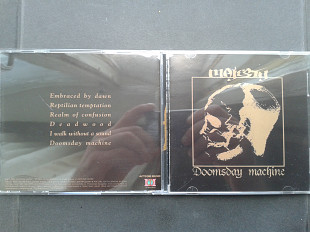 Embraced by dawn
Reptilian temptation
Realm of confusion
Deadwood
I walk without a sound
Doomsday machine
Doomsday machine